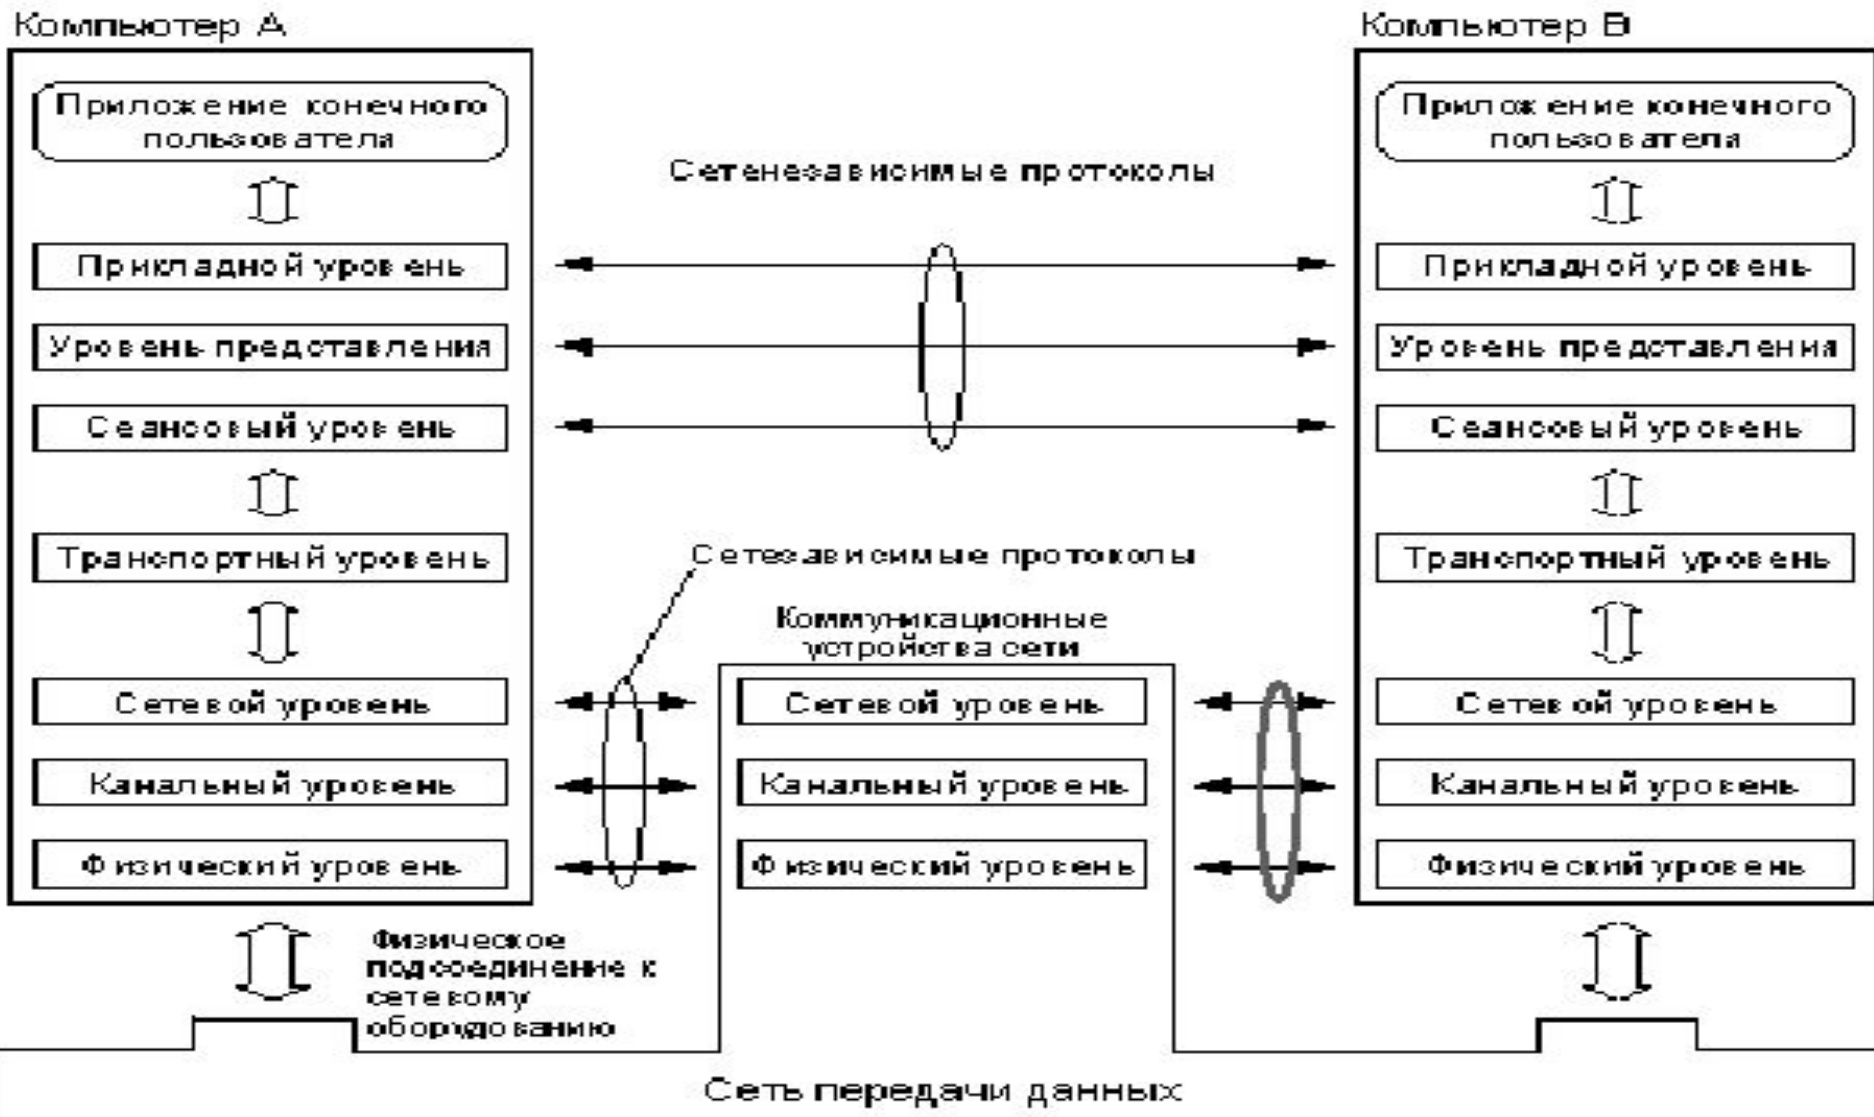 Компьютер A
Компьютер B
Приложение конечного
пользователя
Приложение конечного
пользователя
Сетенезависимые протоколы
Прикладной уровень
Прикладной уровень
Уровень представления
Уровень представления
Сеансовый уровень
Сеансовый уровень
Транспортный уровень
Сетезависимые протоколы
Транспортный уровень
Коммуникационные
устройства сети
Сетевой уровень
Сетевой уровень
Сетевой уровень
Канальный уровень
Канальный уровень
Канальный уровень
Физический уровень
Физический уровень
Физический уровень
Физическое
подсоединение к
сетевому
оборудованию
Сеть передачи данных